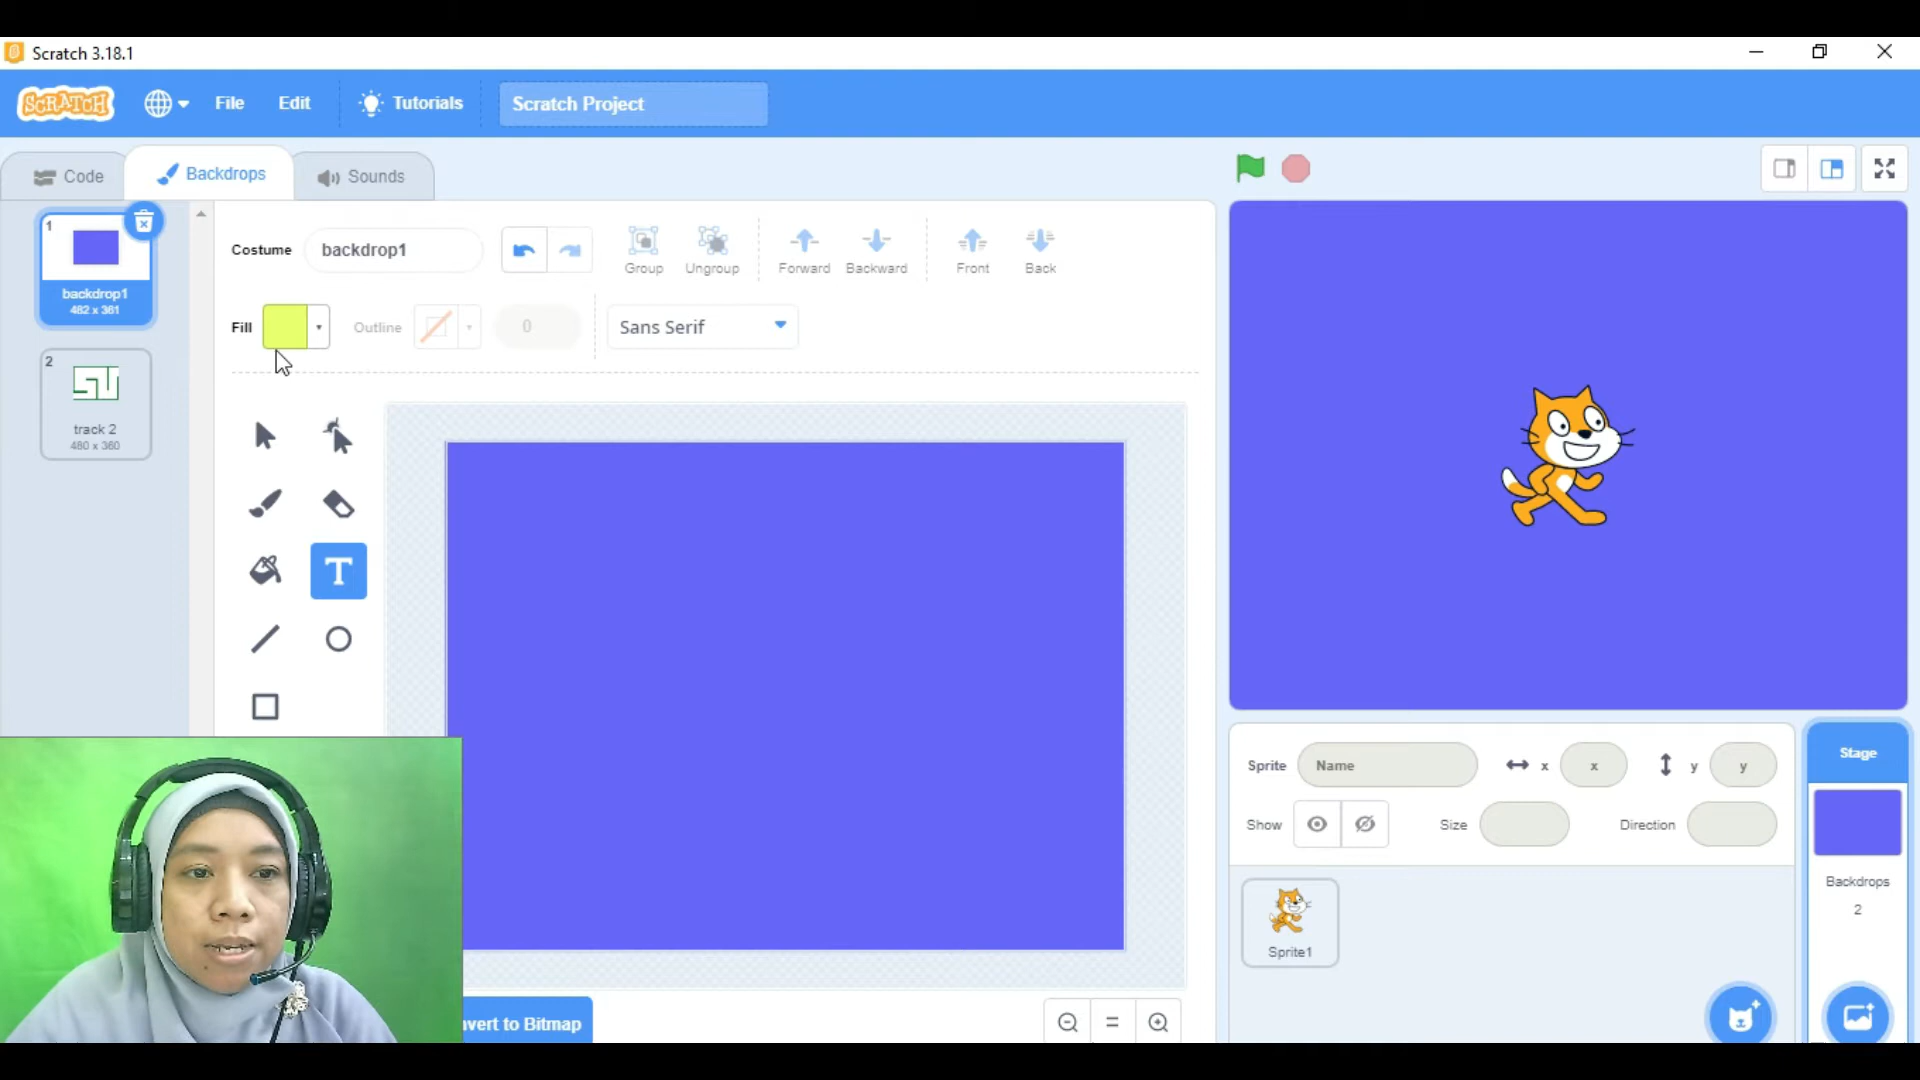 Scratch 3.18.1
SCRATCH
File
Edit
Tutorials
Scratch Project
Code
Backdrops
Sounds
1
backdrop1
482 x 361
2
track 2
480 x 360
Costume
backdrop1
Group
Ungroup
Forward
Backward
Front
Back
Fill
Outline
0
Sans Serif
T
vert to Bitmap
Sprite
Name
x
x
y
y
Show
Size
Direction
Sprite1
Stage
Backdrops
2